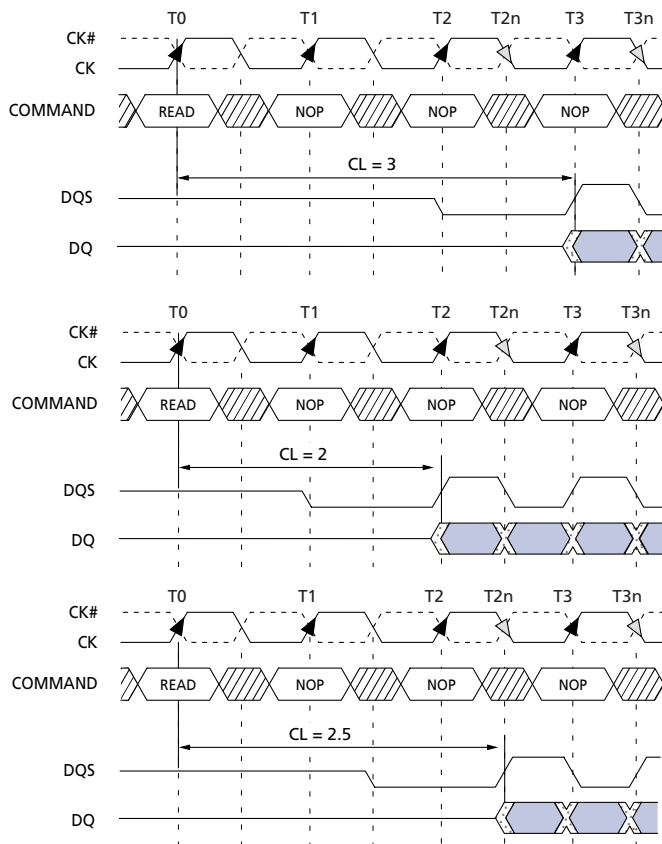 T0 T1 T2 T2n T3 T3n
CK#
CK
COMMAND READ NOP NOP NOP
CL = 3
DQS
DQ
T0 T1 T2 T2n T3 T3n
CK#
CK
COMMAND READ NOP NOP NOP
CL = 2
DQS
DQ
T0 T1 T2 T2n T3 T3n
CK#
CK
COMMAND READ NOP NOP NOP
CL = 2.5
DQS
DQ